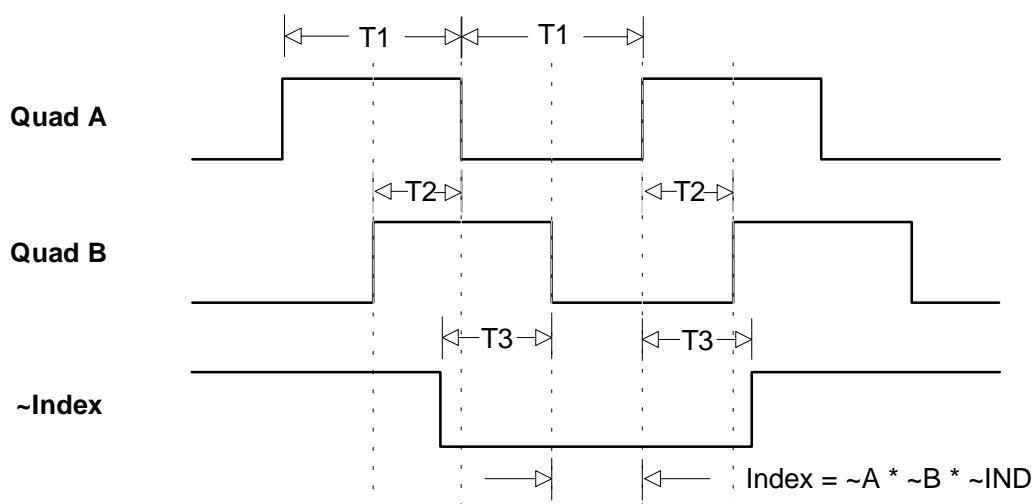 T1 T1
Quad A
T2 T2
Quad B
T3 T3
~Index
Index = ~A * ~B * ~IND